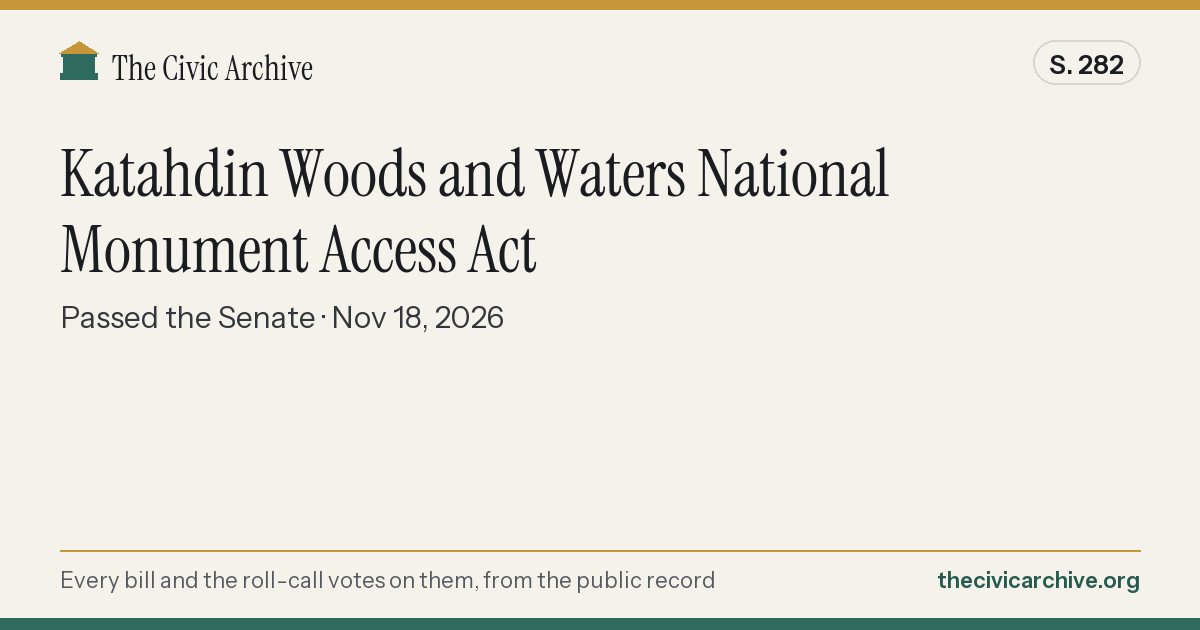 The Civic Archive
S. 282
Katahdin Woods and Waters National
Monument Access Act
Passed the Senate · Nov 18, 2026
Every bill and the roll-call votes on them, from the public record
thecivicarchive.org